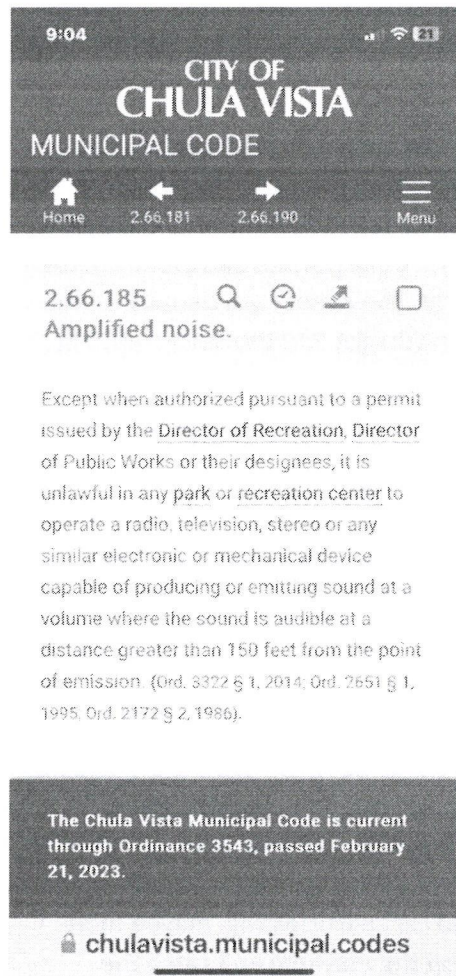 9:04
21
CITY OF
CHULA VISTA
MUNICIPAL CODE
Home 2.66.181 2.66.190 Menu
2.66.185
Amplified noise.
Except when authorized pursuant to a permit
issued by the Director of Recreation, Director
of Public Works or their designees, it is
unlawful in any park or recreation center to
operate a radio, television, stereo or any
similar electronic or mechanical device
capable of producing or emitting sound at a
volume where the sound is audible at a
distance greater than 150 feet from the point
of emission. (Ord. 3322 § 1, 2014; Ord. 2651 § 1,
1995; Ord. 2172 § 2, 1986).
The Chula Vista Municipal Code is current
through Ordinance 3543, passed February
21, 2023.
chulavista.municipal.codes